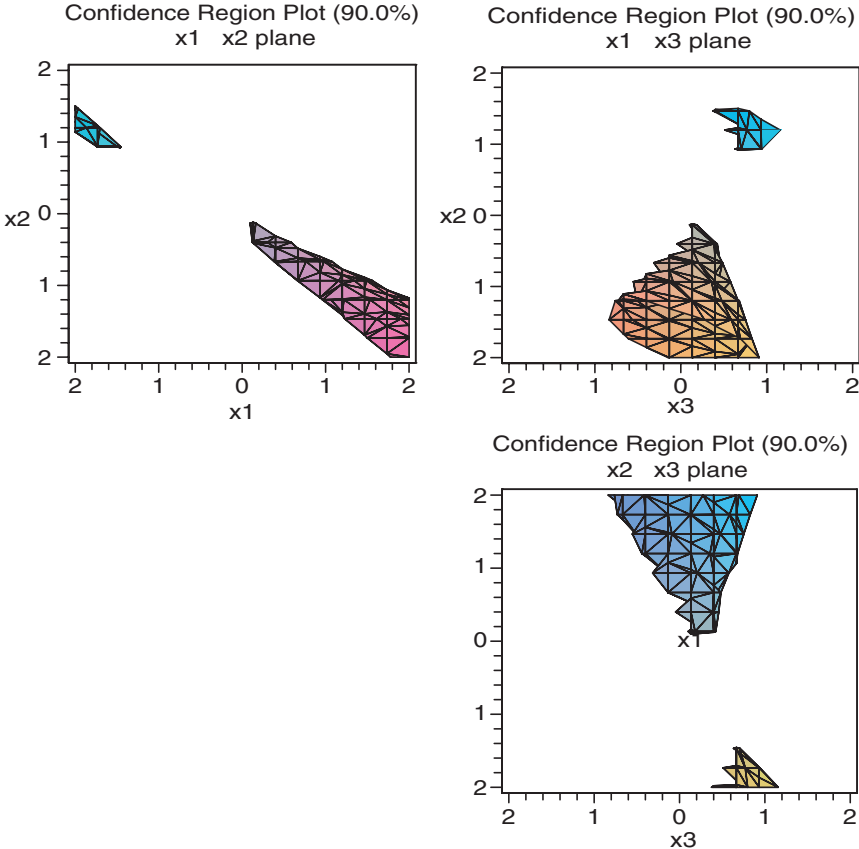 Confidence Region Plot (90.0%)
x1 x2 plane
2
1
x2 0
1
2
2 1 0 1 2
x1
Confidence Region Plot (90.0%)
x1 x3 plane
2
1
x2 0
1
2
2 1 0 1 2
x3
Confidence Region Plot (90.0%)
x2 x3 plane
2
1
0
x1
1
2
2 1 0 1 2
x3